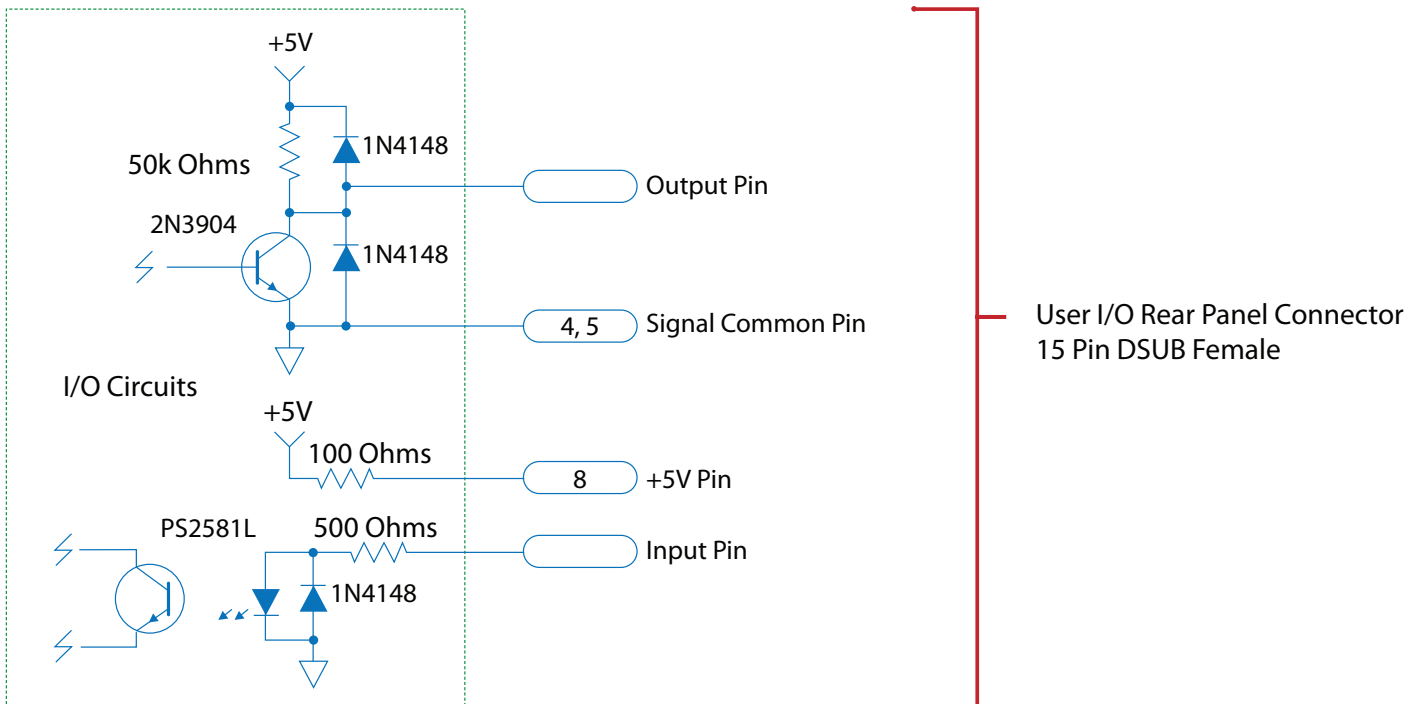 +5V
1N4148
50k Ohms
Output Pin
2N3904
1N4148
4, 5
Signal Common Pin
User I/O Rear Panel Connector
15 Pin DSUB Female
I/O Circuits
+5V
100 Ohms
8
+5V Pin
PS2581L
500 Ohms
Input Pin
1N4148